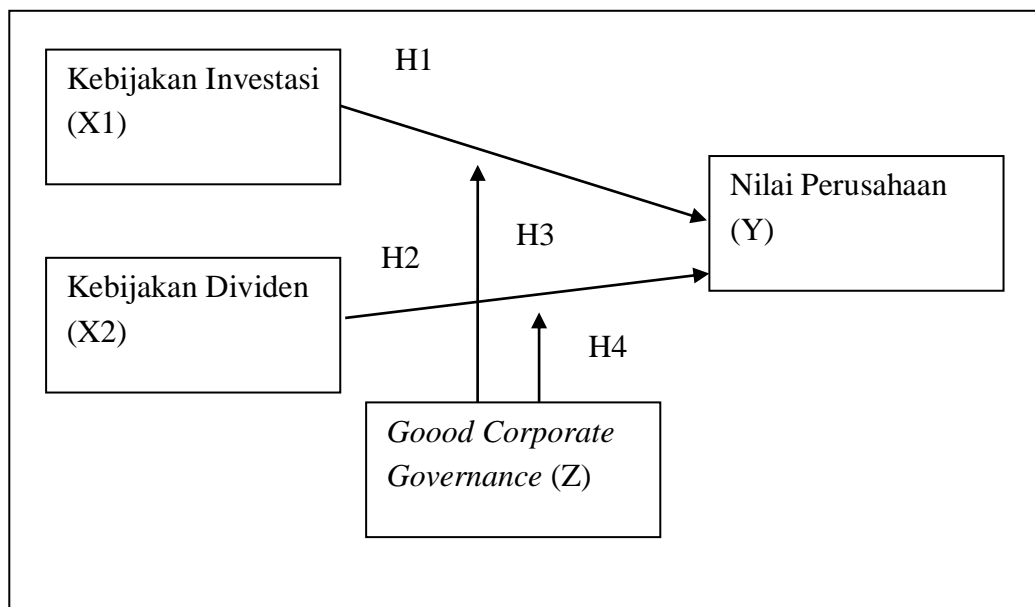 H1
Kebijakan Investasi
(X1)
Nilai Perusahaan
(Y)
H3
H2
Kebijakan Dividen
(X2)
H4
Goood Corporate
Governance (Z)